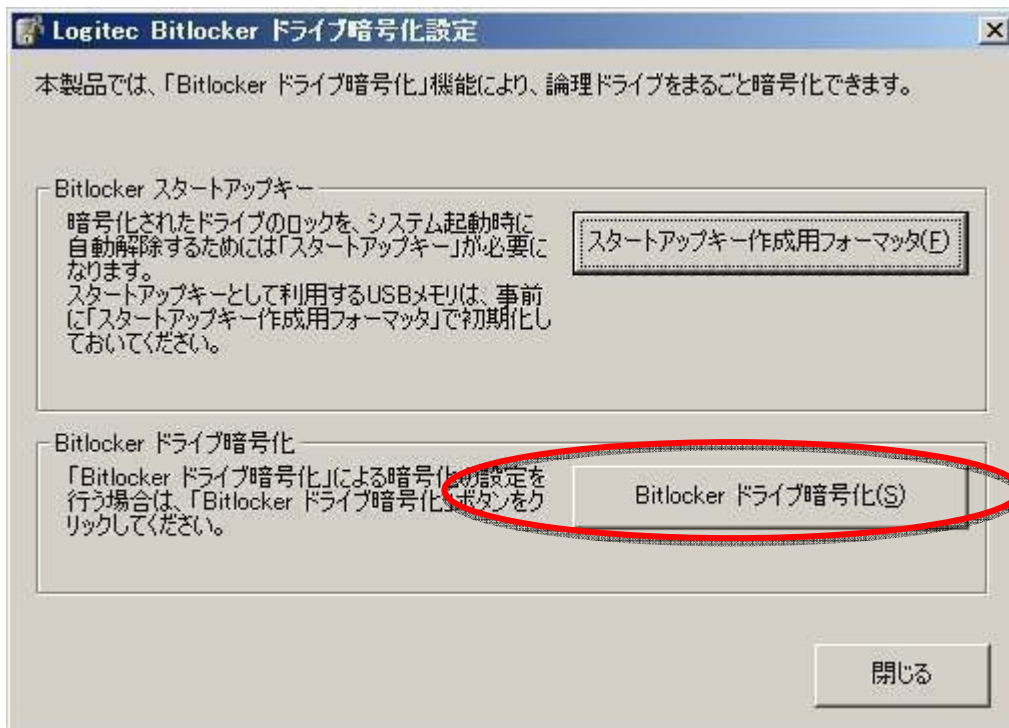 Logitec Bitlocker ドライブ暗号化設定
本製品では、「Bitlocker ドライブ暗号化」機能により、論理ドライブをまるごと暗号化できます。
Bitlocker スタートアップキー
暗号化されたドライブのロックを、システム起動時に
自動解除するためには「スタートアップキー」が必要に
なります。
スタートアップキーとして利用するUSBメモリは、事前
に「スタートアップキー作成用フォーマッタ」で初期化し
ておいてください。
スタートアップキー作成用フォーマッタ(F)
Bitlocker ドライブ暗号化
「Bitlocker ドライブ暗号化」による暗号化の設定を
行う場合は、「Bitlocker ドライブ暗号化」ボタンをク
リックしてください。
Bitlocker ドライブ暗号化(S)
閉じる